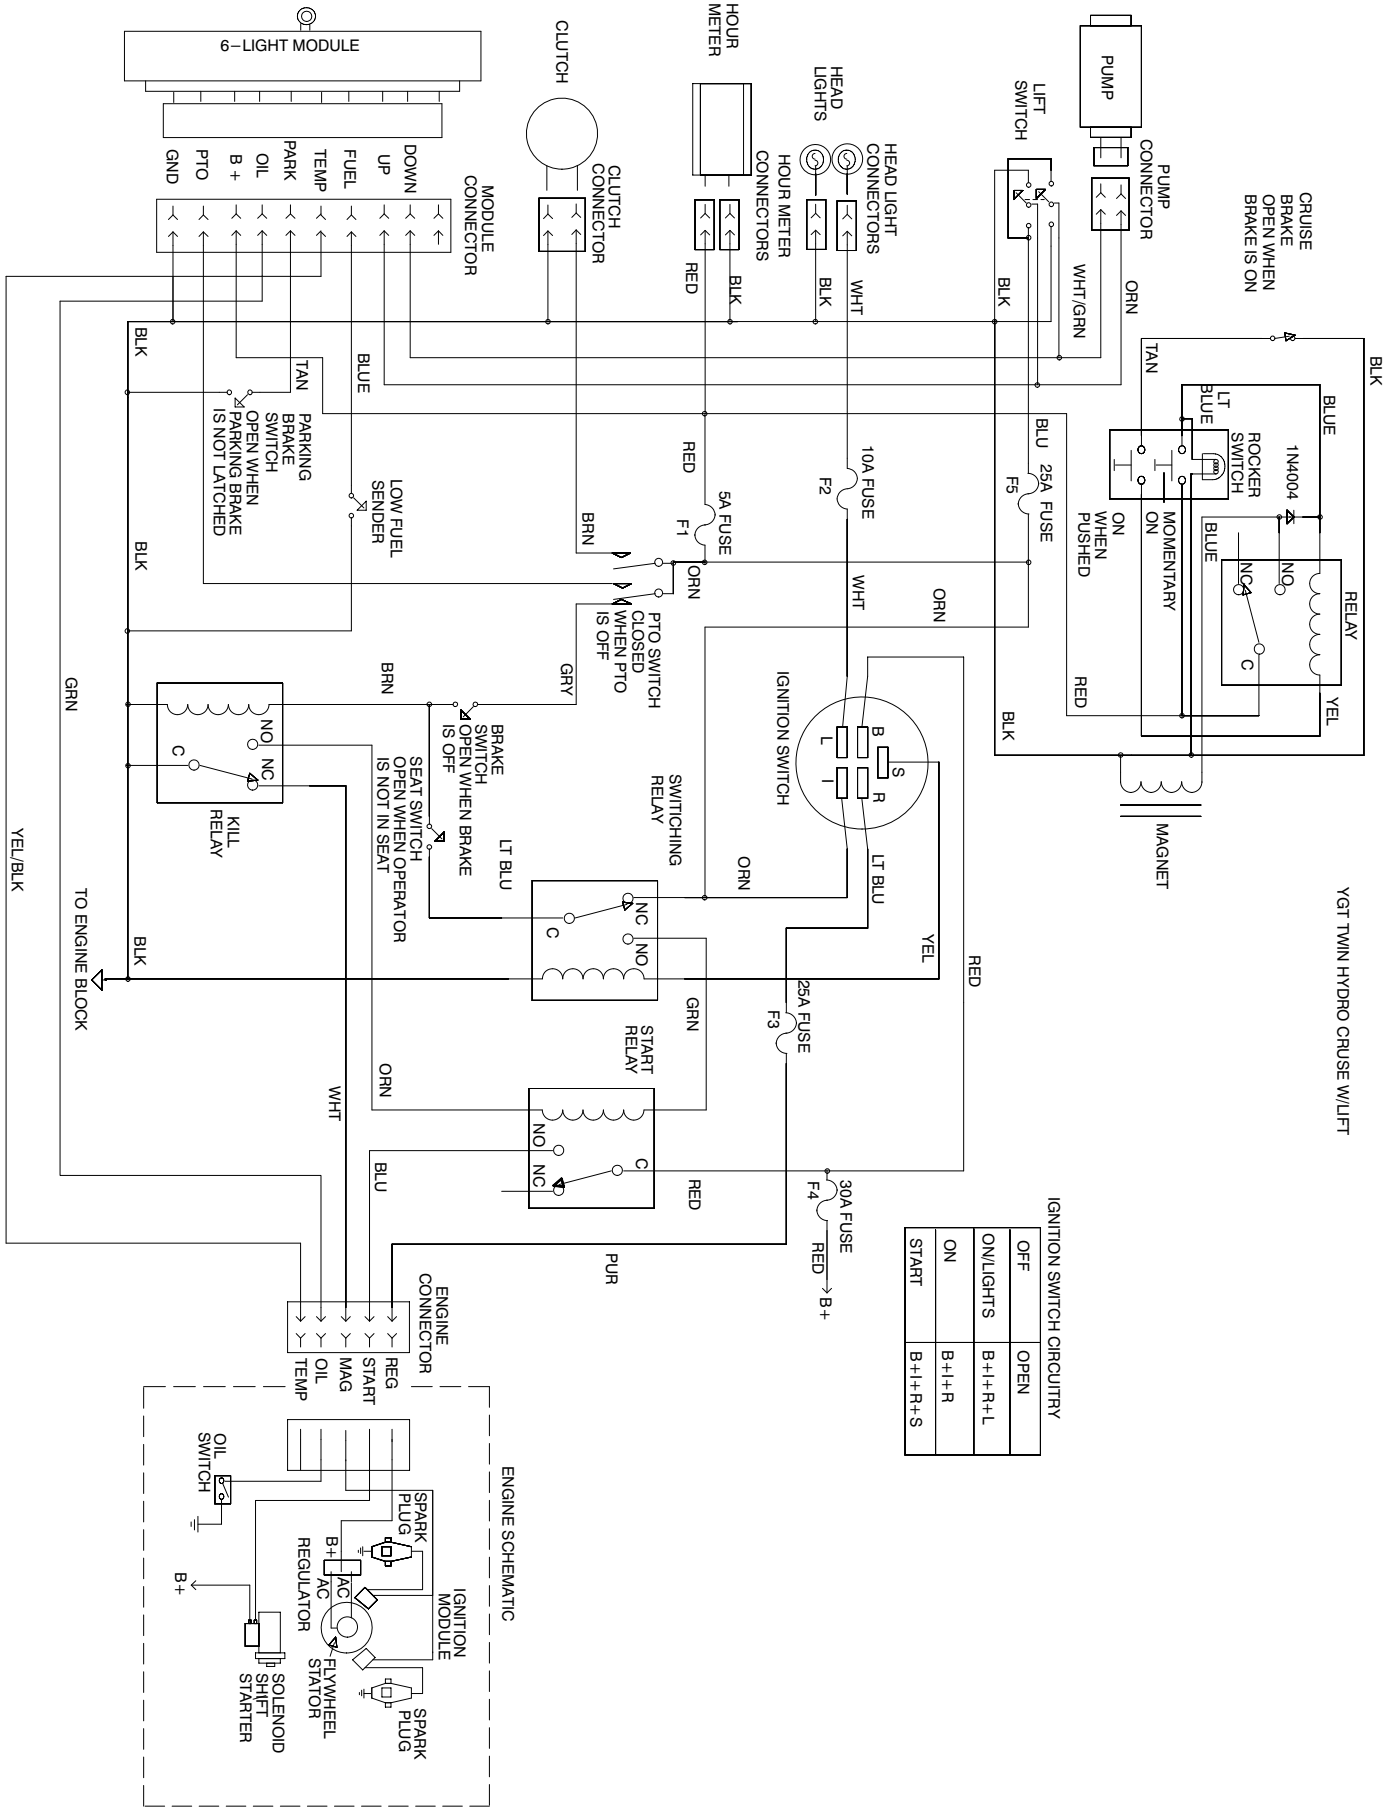 6-LIGHT MODULE
GND
PTO
B +
OIL
PARK
TEMP
FUEL
UP
DOWN
MODULE
CONNECTOR
CLUTCH
CLUTCH
CONNECTOR
HOUR
METER
HOUR METER
CONNECTORS
HEAD
LIGHTS
HEAD LIGHT
CONNECTORS
LIFT
SWITCH
PUMP
PUMP
CONNECTOR
CRUISE
BRAKE
OPEN WHEN
BRAKE IS ON
RED
BLK
BLK
WHT
BLK
WHT/GRN
ORN
BLK
TAN
BLUE
BLK
TAN
LT
BLUE
BLUE
BLK
PARKING
BRAKE
SWITCH
OPEN WHEN
PARKING BRAKE
IS NOT LATCHED
LOW FUEL
SENDER
RED
5A FUSE
F1
10A FUSE
F2
BLU
25A FUSE
F5
ROCKER
SWITCH
1N4004
MOMENTARY
ON
ON
WHEN
PUSHED
BLUE
NO
NC
C
RELAY
YEL
BLK
BRN
ORN
WHT
ORN
PTO SWITCH
CLOSED
WHEN PTO
IS OFF
GRY
BRN
RED
BLK
IGNITION SWITCH
B
L
S
I
R
MAGNET
GRN
NO
C
NC
KILL
RELAY
BRAKE
SWITCH
OPEN WHEN BRAKE
IS OFF
SEAT SWITCH
OPEN WHEN OPERATOR
IS NOT IN SEAT
LT BLU
SWITICHING
RELAY
NC
C
NO
ORN
LT BLU
YEL
RED
YEL/BLK
TO ENGINE BLOCK
BLK
YGT TWIN HYDRO CRUSE W/LIFT
GRN
25A FUSE
F3
START
RELAY
NO
NC
C
ORN
WHT
BLU
RED
30A FUSE
F4
RED
B+
PUR
IGNITION SWITCH CIRCUITRY
OFF OPEN
ON/LIGHTS B+I+R+L
ON B+I+R
START B+I+R+S
ENGINE
CONNECTOR
REG
START
MAG
OIL
TEMP
ENGINE SCHEMATIC
OIL
SWITCH
SPARK
PLUG
B+
AC
AC
REGULATOR
IGNITION
MODULE
FLYWHEEL
STATOR
SPARK
PLUG
B+
SOLENOID
SHIFT
STARTER